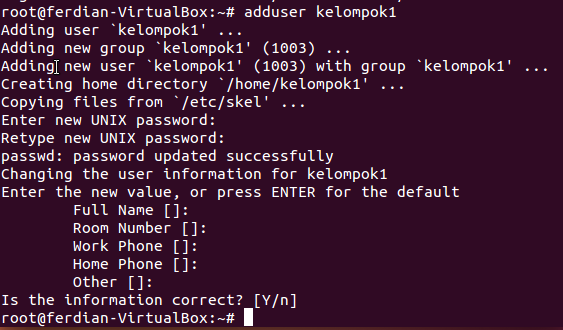 root@ferdian-VirtualBox:~# adduser kelompok1
Adding user `kelompok1' ...
Adding new group `kelompok1' (1003) ...
Adding new user `kelompok1' (1003) with group `kelompok1' ...
Creating home directory `/home/kelompok1' ...
Copying files from `/etc/skel' ...
Enter new UNIX password:
Retype new UNIX password:
passwd: password updated successfully
Changing the user information for kelompok1
Enter the new value, or press ENTER for the default
Full Name []:
Room Number []:
Work Phone []:
Home Phone []:
Other []:
Is the information correct? [Y/n]
root@ferdian-VirtualBox:~#